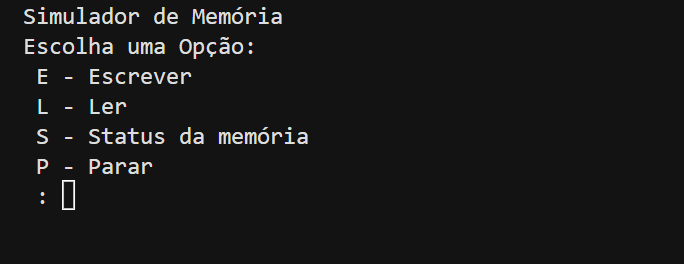 Simulador de Memória
Escolha uma Opção:
E - Escrever
L - Ler
S - Status da memória
P - Parar
: